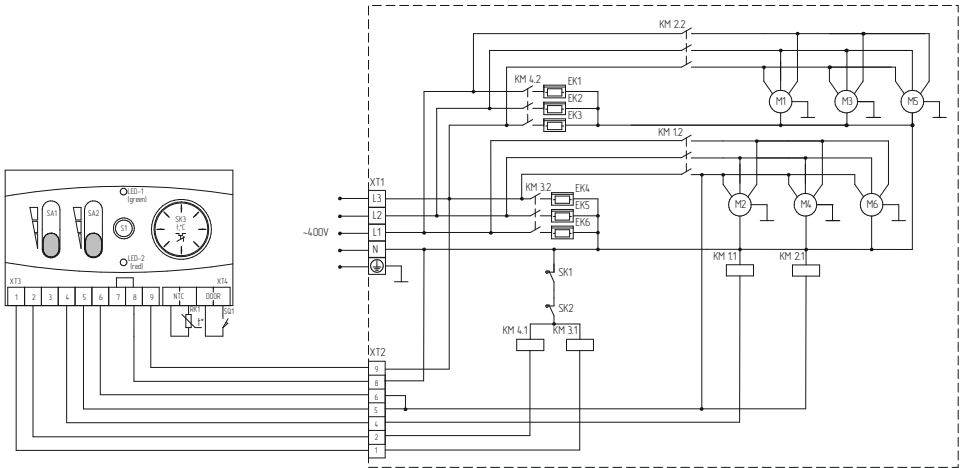 KM 2.2
KM 4.2
EK1
EK2
EK3
M1
M3
M5
KM 1.2
XT1
L3
L2
L1
N
~400V
KM 3.2
EK4
EK5
EK6
M2
M4
M6
LED-1
(green)
SA1
SA2
S1
SK3
t,°C
LED-2
(red)
XT3
XT4
1 2 3 4 5 6 7 8 9
NTC
DOOR
RK1
t°
SQ1
KM 1.1
KM 2.1
SK1
SK2
KM 4.1
KM 3.1
XT2
9
8
6
5
4
2
1